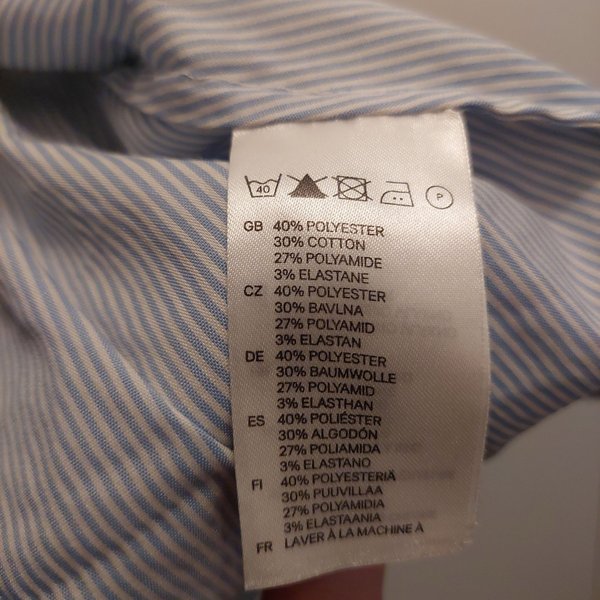 40 P
GB 40% POLYESTER
30% COTTON
27% POLYAMIDE
3% ELASTANE
CZ 40% POLYESTER
30% BAVLNA
27% POLYAMID
3% ELASTAN
DE 40% POLYESTER
30% BAUMWOLLE
27% POLYAMID
3% ELASTHAN
ES 40% POLIÉSTER
30% ALGODÓN
27% POLIAMIDA
3% ELASTANO
FI 40% POLYESTERIÄ
30% PUUVILLAA
27% POLYAMIDIA
3% ELASTAANIA
FR LAVER À LA MACHINE À